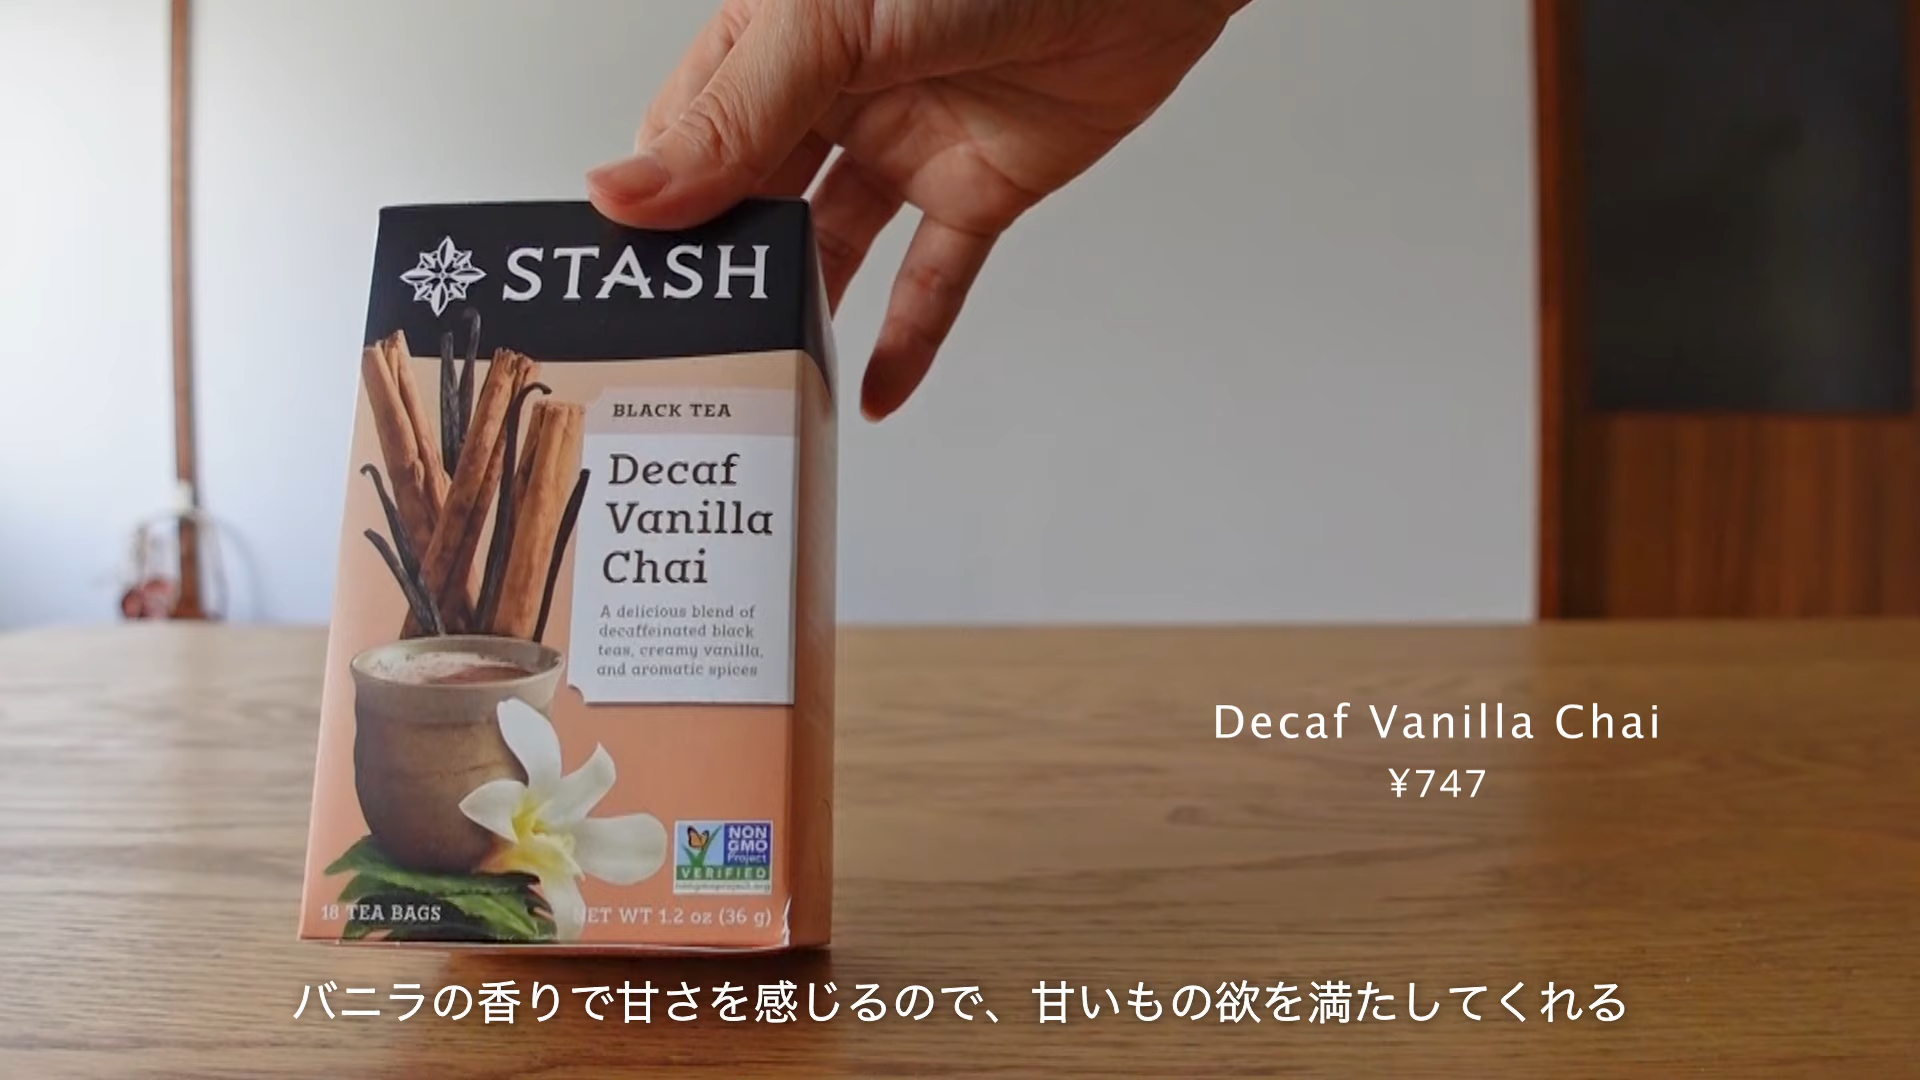 STASH
BLACK TEA
Decaf
Vanilla
Chai
A delicious blend of
decaffeinated black
teas, creamy vanilla,
and aromatic spices
NON
GMO
Project
VERIFIED
nongmoproject.org
18 TEA BAGS
NET WT 1.2 oz (36 g)
Decaf Vanilla Chai
¥747
バニラの香りで甘さを感じるので、甘いもの欲を満たしてくれる